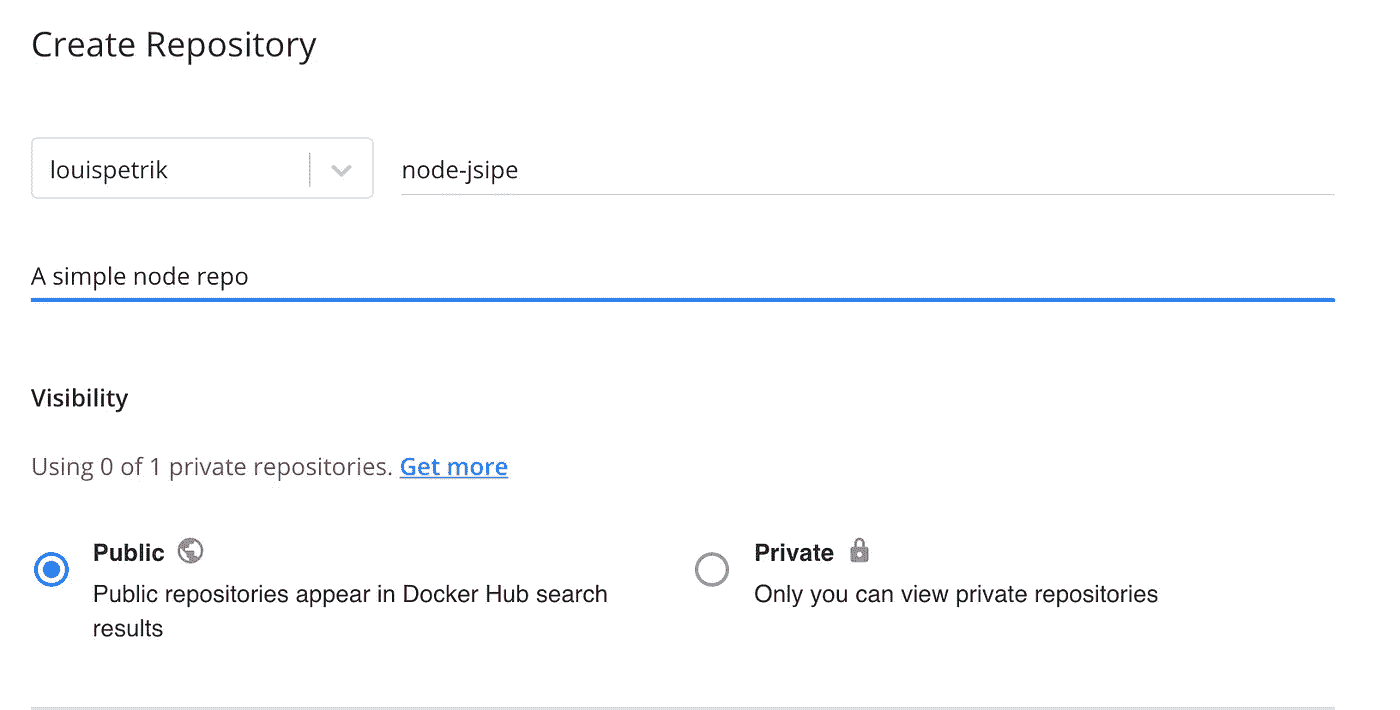 Create Repository
louispetrik
node-jsipe
A simple node repo
Visibility
Using 0 of 1 private repositories. Get more
Public
Public repositories appear in Docker Hub search
results
Private
Only you can view private repositories